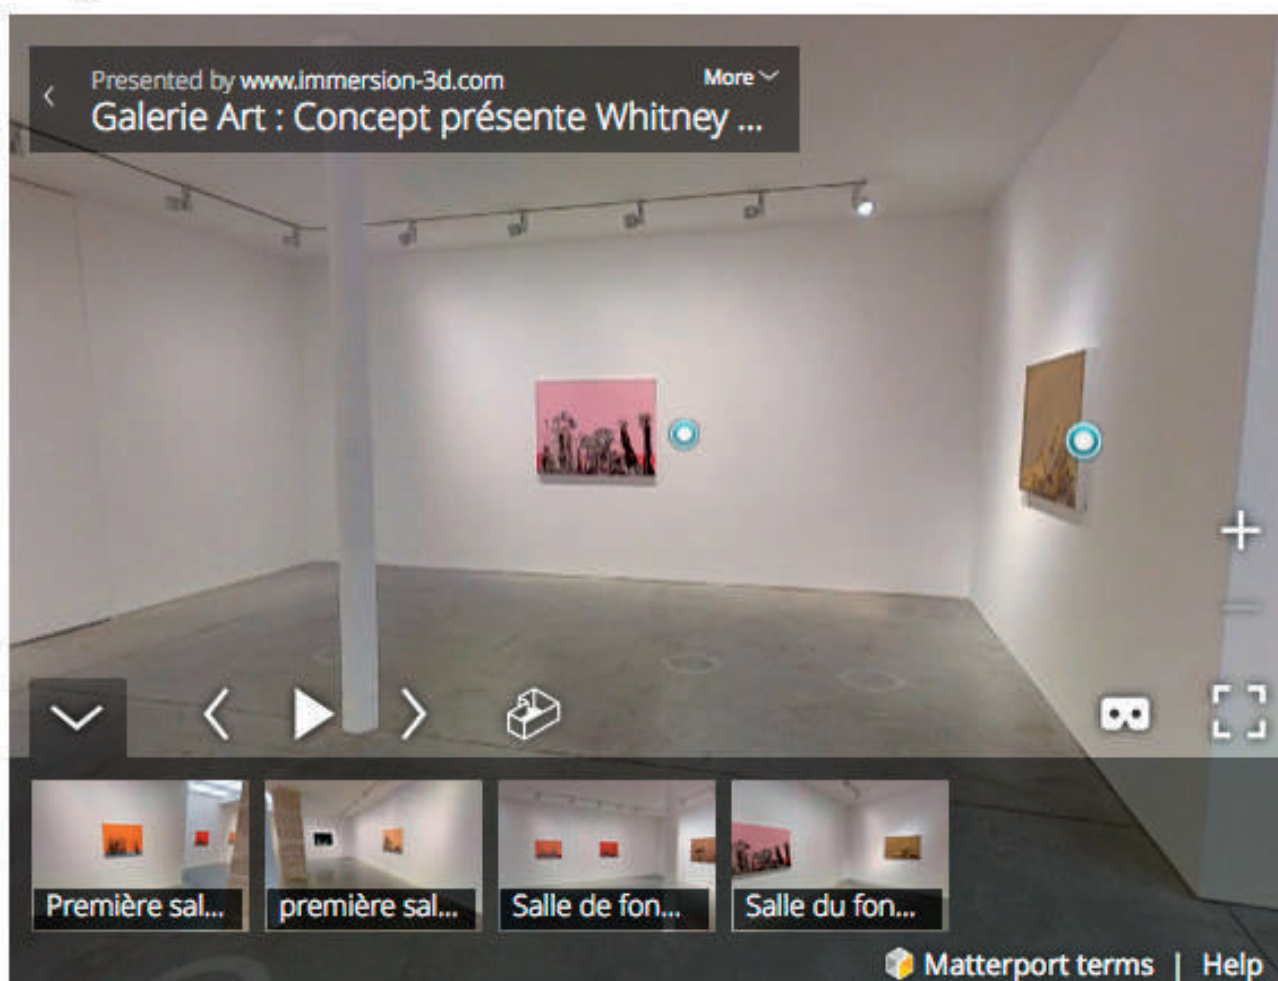 Presented by www.immersion-3d.com
More
Galerie Art : Concept présente Whitney ...
Première sal...
première sal...
Salle de fon...
Salle du fon...
Matterport terms | Help